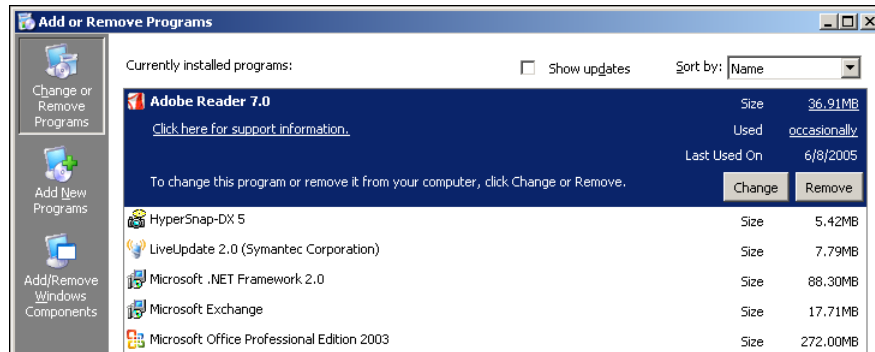 Add or Remove Programs
Change or
Remove
Programs
Add New
Programs
Add/Remove
Windows
Components
Currently installed programs:
Show updates
Sort by: Name
Adobe Reader 7.0 Size 36.91MB
Click here for support information. Used occasionally
Last Used On 6/8/2005
To change this program or remove it from your computer, click Change or Remove. Change Remove
HyperSnap-DX 5 Size 5.42MB
LiveUpdate 2.0 (Symantec Corporation) Size 7.79MB
Microsoft .NET Framework 2.0 Size 88.30MB
Microsoft Exchange Size 17.71MB
Microsoft Office Professional Edition 2003 Size 272.00MB